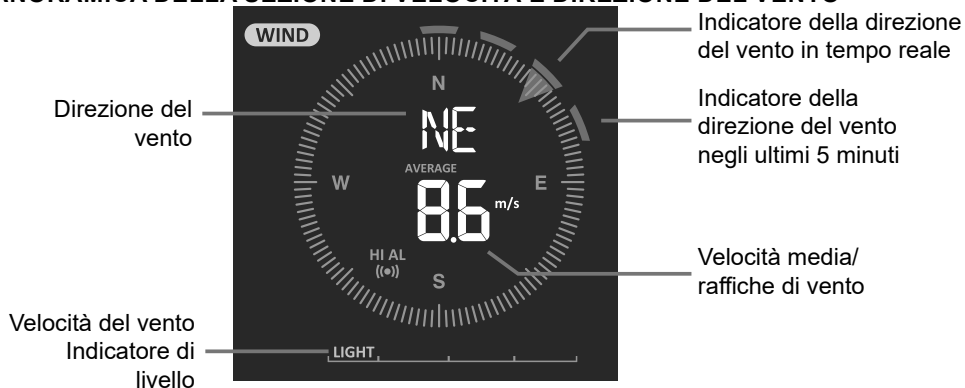 WIND
Indicatore della direzione
del vento in tempo reale
Indicatore della
direzione del vento
negli ultimi 5 minuti
Direzione del
vento
N
NE
AVERAGE
W
E
8.6 m/s
HI AL
S
Velocità media/
raffiche di vento
Velocità del vento
Indicatore di
livello
LIGHT